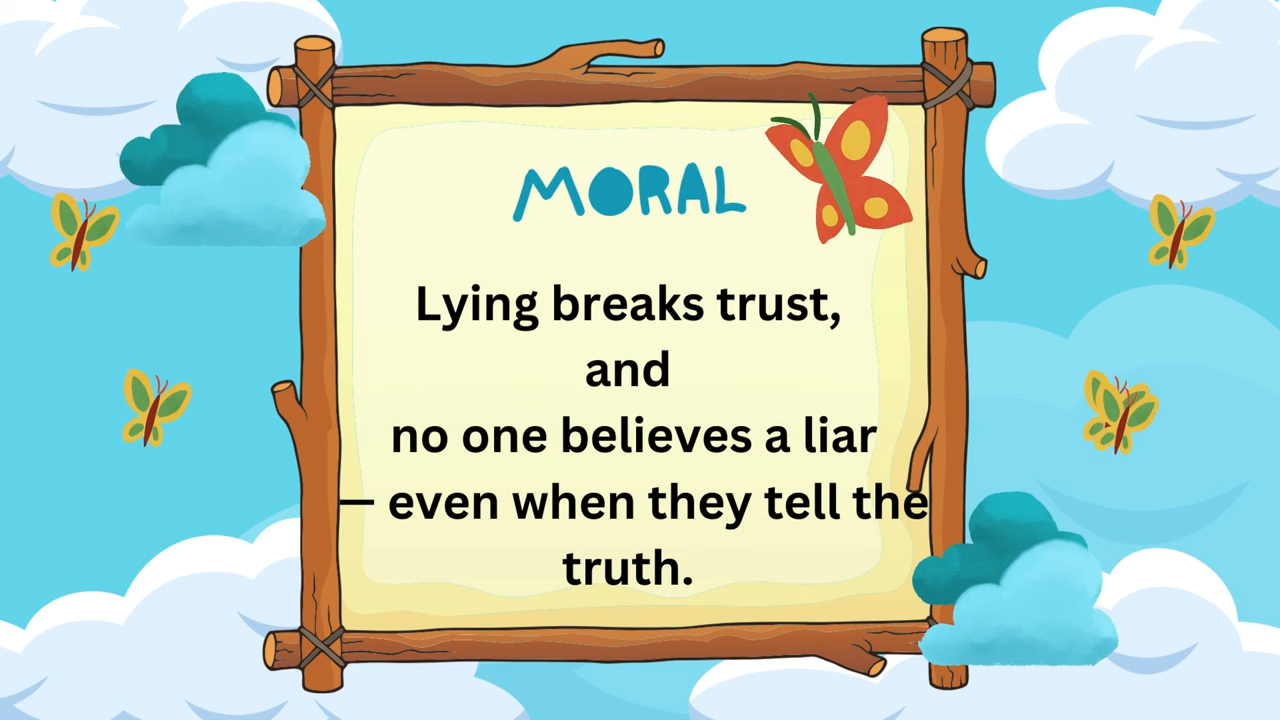 MORAL
Lying breaks trust,
and
no one believes a liar
— even when they tell the
truth.